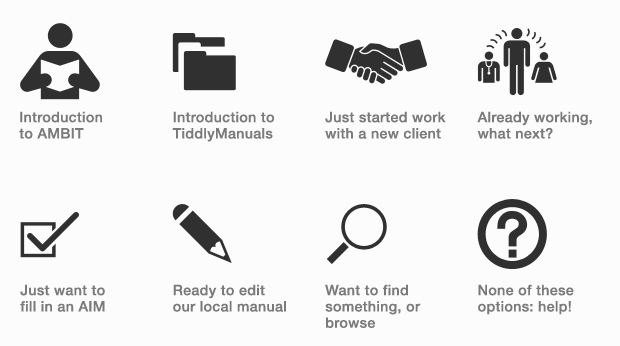 Introduction
to AMBIT
Introduction to
TiddlyManuals
Just started work
with a new client
Already working,
what next?
Just want to
fill in an AIM
Ready to edit
our local manual
Want to find
something, or
browse
?
None of these
options: help!